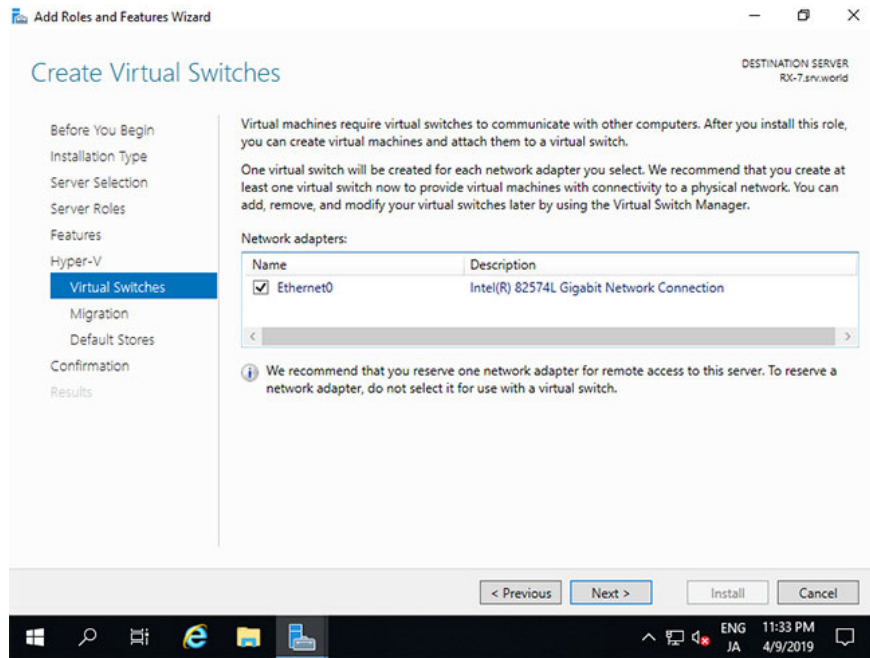 Add Roles and Features Wizard
Create Virtual Switches
DESTINATION SERVER
RX-7.srv.world
Before You Begin
Installation Type
Server Selection
Server Roles
Features
Hyper-V
Virtual Switches
Migration
Default Stores
Confirmation
Results
Virtual machines require virtual switches to communicate with other computers. After you install this role,
you can create virtual machines and attach them to a virtual switch.
One virtual switch will be created for each network adapter you select. We recommend that you create at
least one virtual switch now to provide virtual machines with connectivity to a physical network. You can
add, remove, and modify your virtual switches later by using the Virtual Switch Manager.
Network adapters:
Name Description
Ethernet0 Intel(R) 82574L Gigabit Network Connection
We recommend that you reserve one network adapter for remote access to this server. To reserve a
network adapter, do not select it for use with a virtual switch.
< Previous Next > Install Cancel
ENG 11:33 PM
JA 4/9/2019